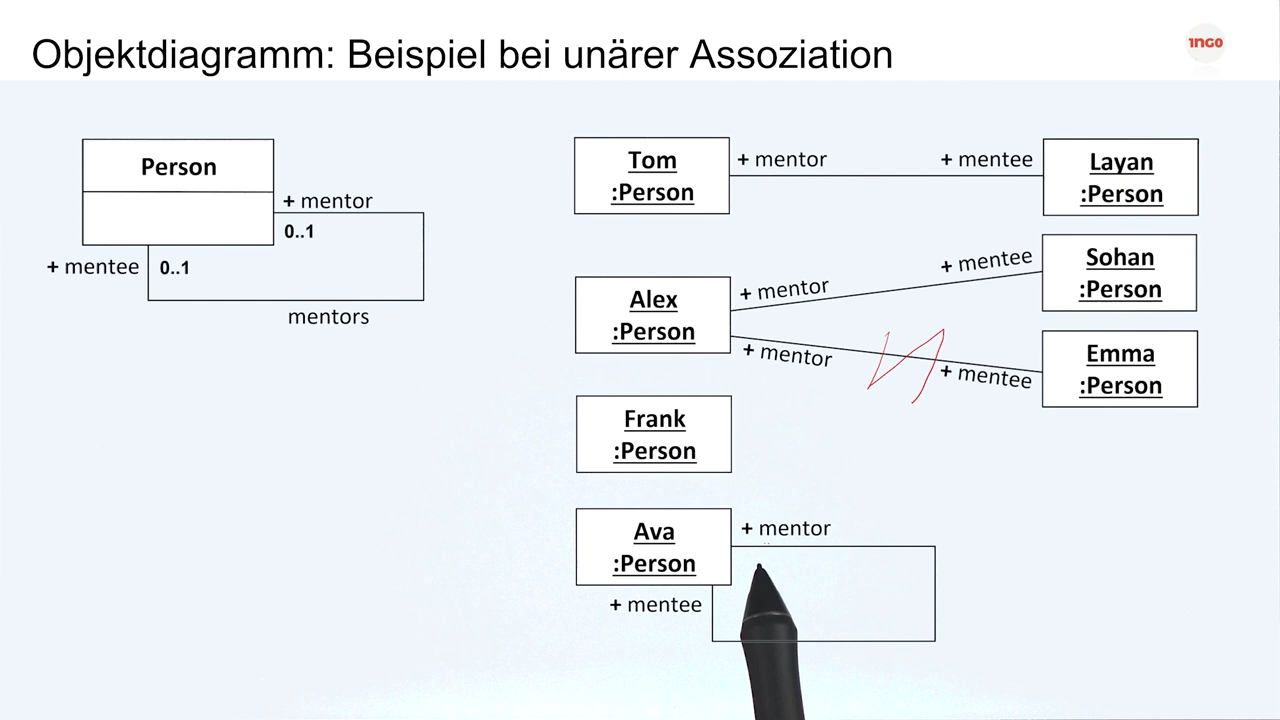 Objektdiagramm: Beispiel bei unärer Assoziation
1NGO
Person
+ mentor
0..1
+ mentee
0..1
mentors
Tom
:Person
+ mentor
+ mentee
Layan
:Person
Alex
:Person
+ mentor
+ mentee
Sohan
:Person
+ mentor
+ mentee
Emma
:Person
Frank
:Person
Ava
:Person
+ mentor
+ mentee